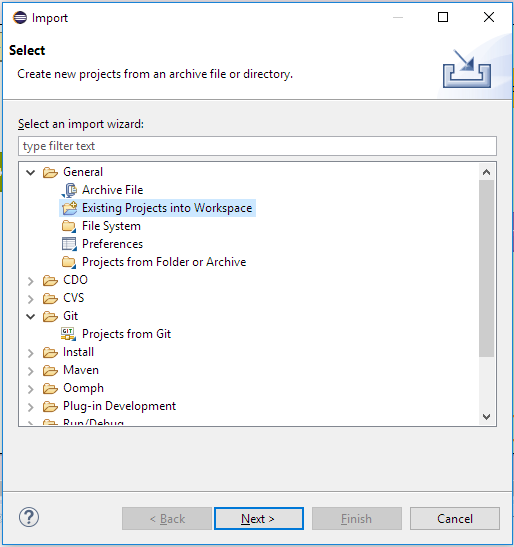 Import
Select
Create new projects from an archive file or directory.
Select an import wizard:
type filter text
General
Archive File
Existing Projects into Workspace
File System
Preferences
Projects from Folder or Archive
CDO
CVS
Git
GIT
Projects from Git
Install
Maven
Oomph
Plug-in Development
Run/Debug
?
< Back
Next >
Finish
Cancel